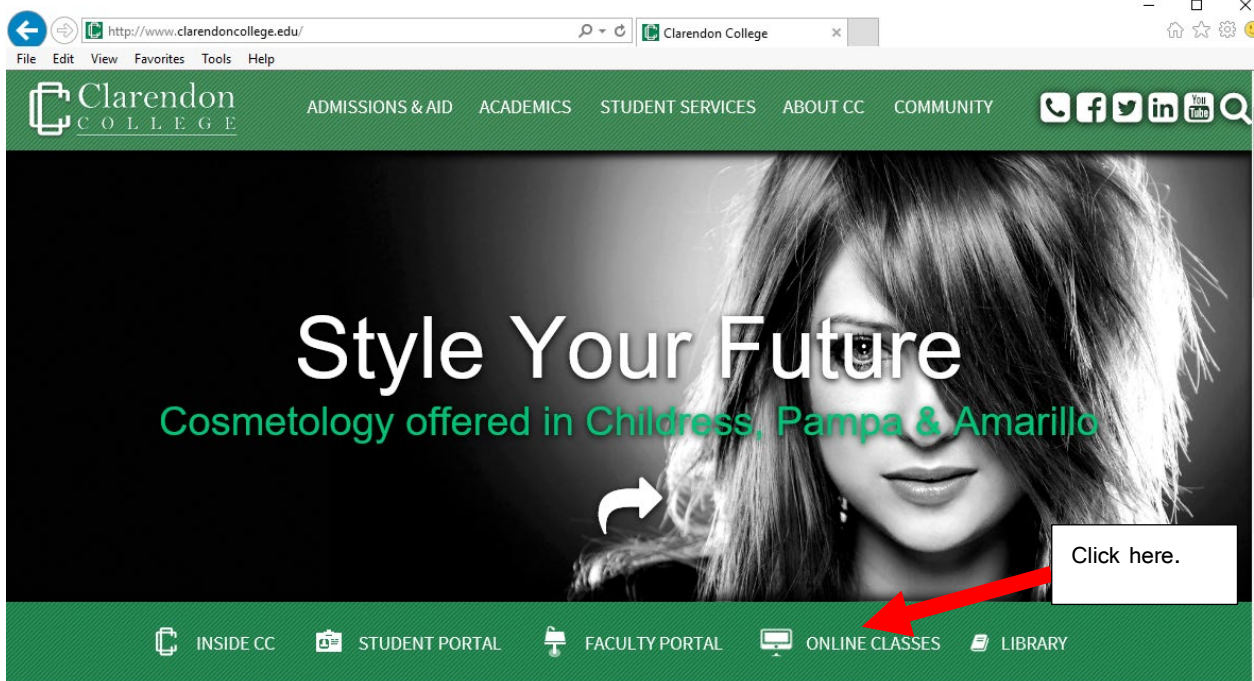 http://www.clarendoncollege.edu/
Clarendon College
File Edit View Favorites Tools Help
Clarendon
COLLEGE
ADMISSIONS & AID ACADEMICS STUDENT SERVICES ABOUT CC COMMUNITY
You
Tube
Style Your Future
Cosmetology offered in Childress, Pampa & Amarillo
Click here.
INSIDE CC STUDENT PORTAL FACULTY PORTAL ONLINE CLASSES LIBRARY